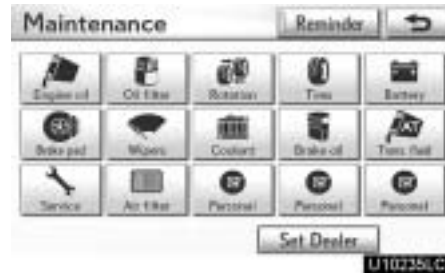 Maintenance Reminder
Engine oil Oil filter Rotation Tires Battery
Brake pad Wipers Coolant Brake oil Trans. fluid
Service Air filter Personal Personal Personal
Set Dealer
U10235LC